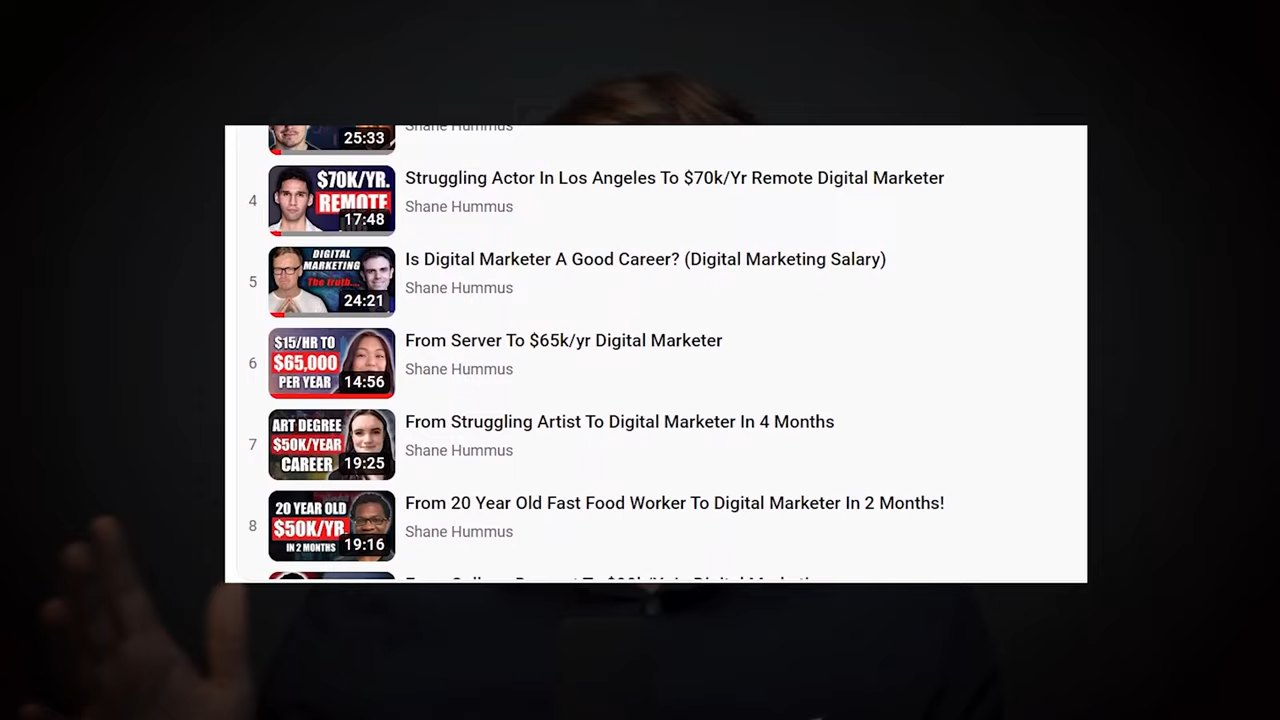 Shane Hummus
25:33
4
$70K/YR.
REMOTE
17:48
Struggling Actor In Los Angeles To $70k/Yr Remote Digital Marketer
Shane Hummus
5
DIGITAL
MARKETING
The truth....
24:21
Is Digital Marketer A Good Career? (Digital Marketing Salary)
Shane Hummus
6
$15/HR TO
$65,000
PER YEAR
14:56
From Server To $65k/yr Digital Marketer
Shane Hummus
7
ART DEGREE
$50K/YEAR
CAREER
19:25
From Struggling Artist To Digital Marketer In 4 Months
Shane Hummus
8
20 YEAR OLD
$50K/YR.
IN 2 MONTHS
19:16
From 20 Year Old Fast Food Worker To Digital Marketer In 2 Months!
Shane Hummus